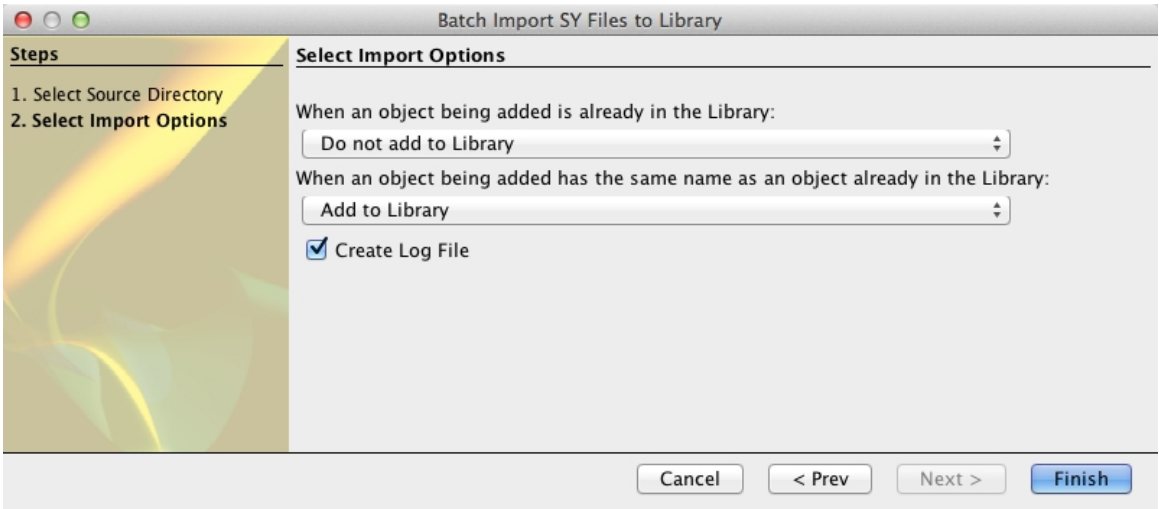 Batch Import SY Files to Library
Steps
1. Select Source Directory
2. Select Import Options
Select Import Options
When an object being added is already in the Library:
Do not add to Library
When an object being added has the same name as an object already in the Library:
Add to Library
Create Log File
Cancel
< Prev
Next >
Finish